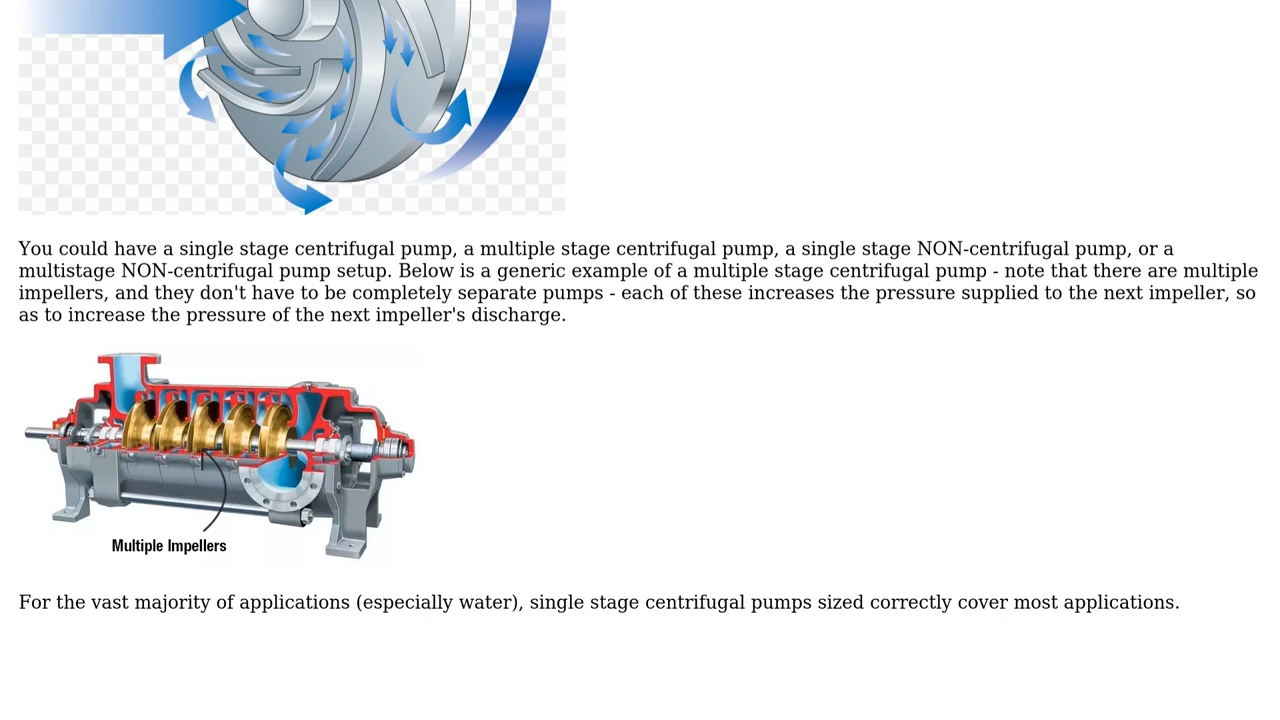 You could have a single stage centrifugal pump, a multiple stage centrifugal pump, a single stage NON-centrifugal pump, or a
multistage NON-centrifugal pump setup. Below is a generic example of a multiple stage centrifugal pump - note that there are multiple
impellers, and they don't have to be completely separate pumps - each of these increases the pressure supplied to the next impeller, so
as to increase the pressure of the next impeller's discharge.
Multiple Impellers
For the vast majority of applications (especially water), single stage centrifugal pumps sized correctly cover most applications.